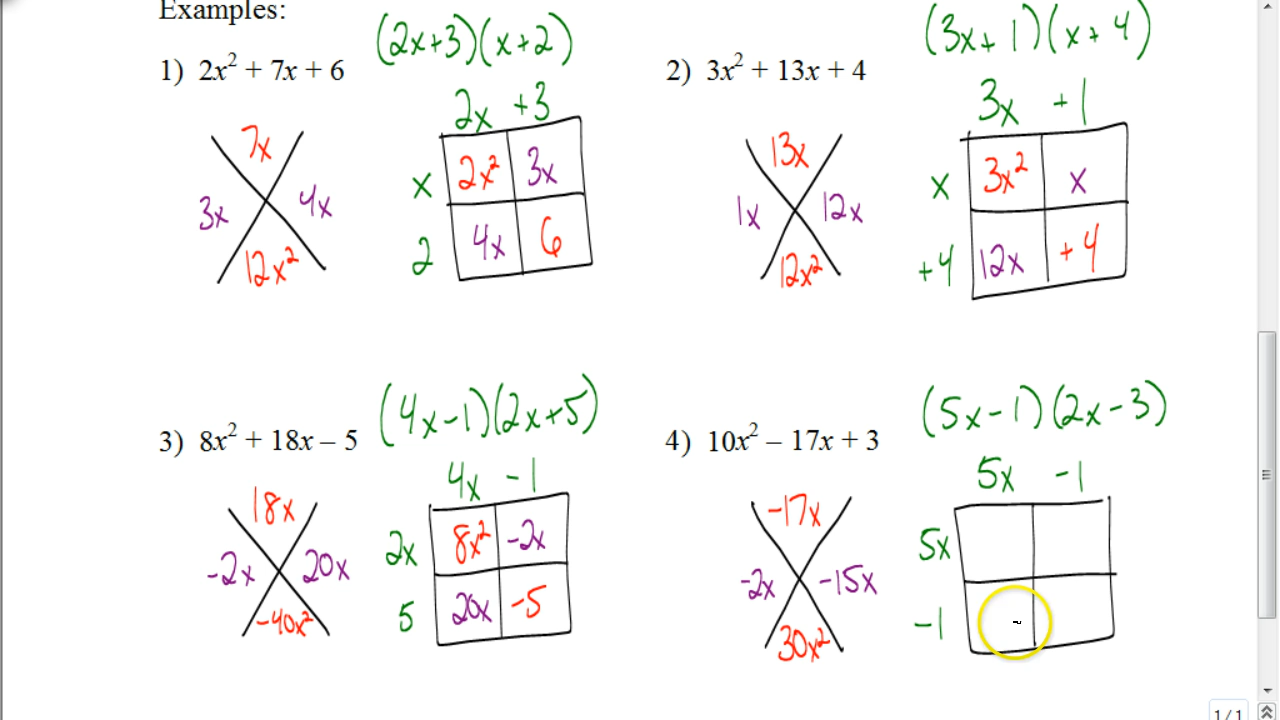 Examples:
(2x+3)(x+2)
1) 2x² + 7x + 6
2x +3
7x
3x 4x
12x²
x 2x² 3x
2 4x 6
(3x+1)(x+4)
2) 3x² + 13x + 4
3x +1
13x
1x 12x
12x²
x 3x² x
+4 12x +4
(4x-1)(2x+5)
3) 8x² + 18x – 5
4x -1
18x
-2x 20x
-40x²
2x 8x² -2x
5 20x -5
(5x-1)(2x-3)
4) 10x² – 17x + 3
5x -1
-17x
-2x -15x
30x²
5x
-1
1/1